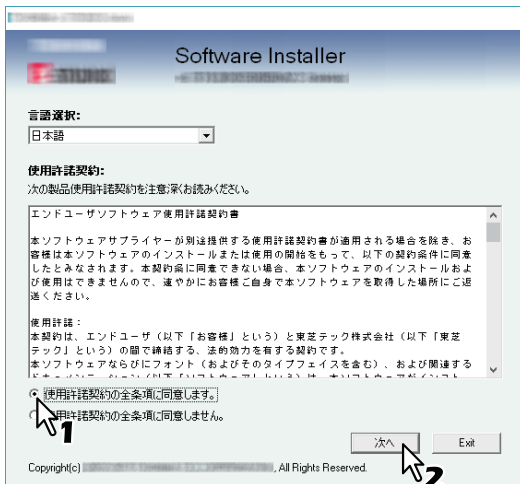 Software Installer
言語選択:
日本語
使用許諾契約:
次の製品使用許諾契約を注意深くお読みください。
エンドユーザソフトウェア使用許諾契約書
本ソフトウェアサプライヤーが別途提供する使用許諾契約書が適用される場合を除き、お
客様は本ソフトウェアのインストールまたは使用の開始をもって、以下の契約条件に同意
したとみなされます。本契約条に同意できない場合、本ソフトウェアのインストールおよ
び使用はできませんので、速やかにお客様ご自身で本ソフトウェアを取得した場所にご返
送ください。
使用許諾:
本契約は、エンドユーザ(以下「お客様」という)と東芝テック株式会社(以下「東芝
テック」という)の間で締結する、法的効力を有する契約です。
本ソフトウェアならびにフォント(およびそのタイプフェイスを含む)、および関連する
使用許諾契約の全条項に同意します。
用許諾契約の全条項に同意しません。
1
次へ Exit
2
Copyright(c) , All Rights Reserved.